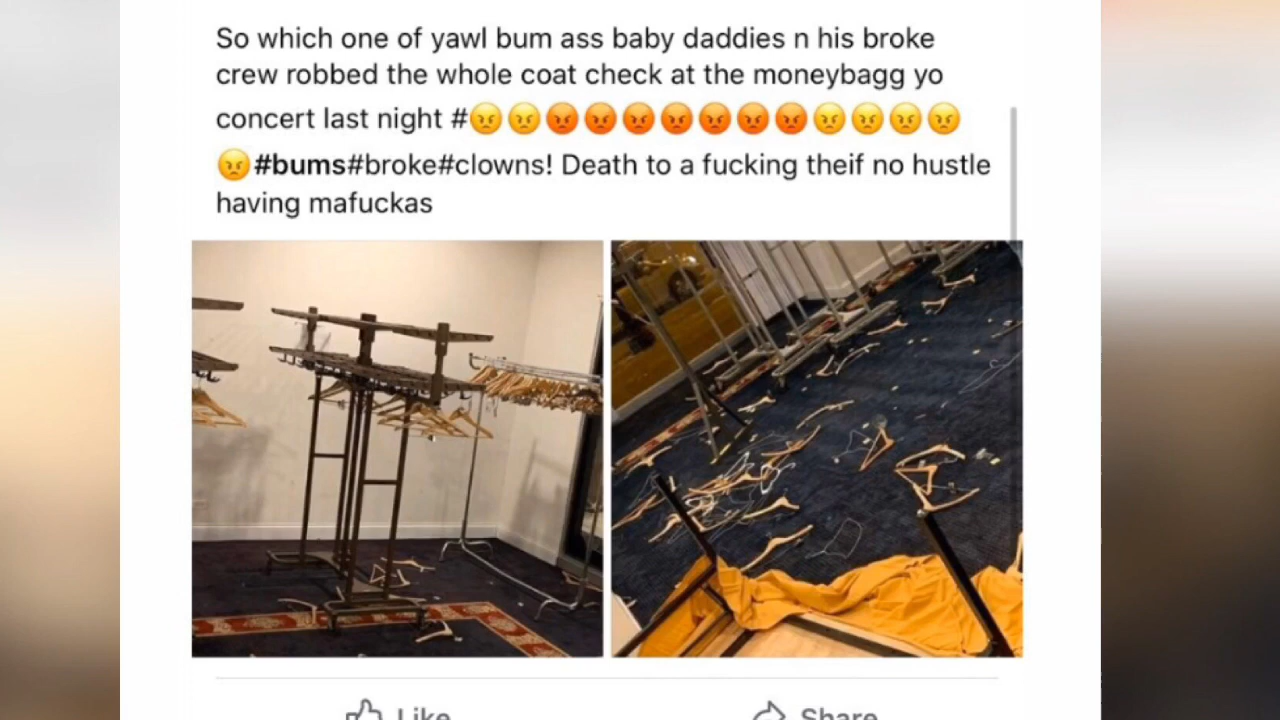 So which one of yawl bum ass baby daddies n his broke
crew robbed the whole coat check at the moneybagg yo
concert last night #😠😠😡😡😡😡😡😡😡😠😠😠😠
😠#bums#broke#clowns! Death to a fucking theif no hustle
having mafuckas
Like Share